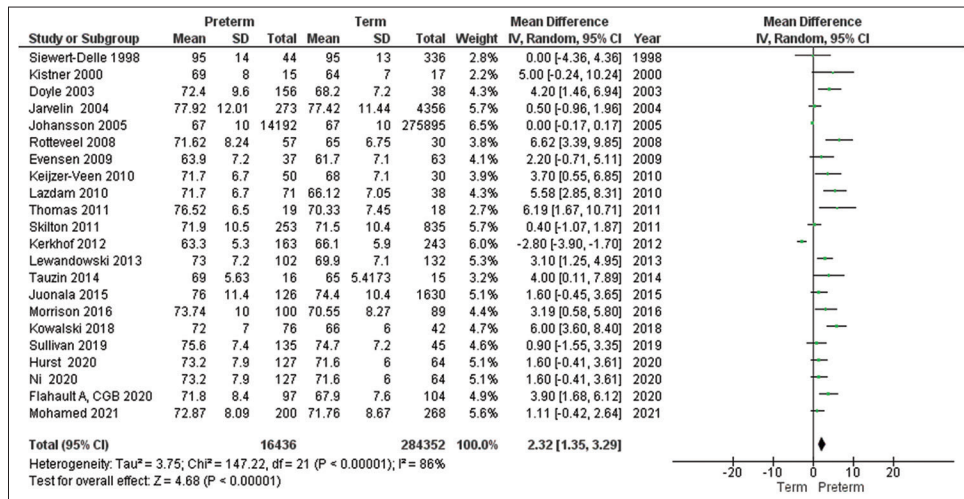 Preterm Term Mean Difference Mean Difference
Study or Subgroup Mean SD Total Mean SD Total Weight IV, Random, 95% CI Year IV, Random, 95% CI
Siewert-Delle 1998 95 14 44 95 13 336 2.8% 0.00 [-4.36, 4.36] 1998
Kistner 2000 69 8 15 64 7 17 2.2% 5.00 [-0.24, 10.24] 2000
Doyle 2003 72.4 9.6 156 68.2 7.2 38 4.2% 4.20 [1.46, 6.94] 2003
Jarvelin 2004 77.92 12.01 273 77.42 11.44 4356 5.7% 0.50 [-0.96, 1.96] 2004
Johansson 2005 67 10 14192 67 10 275895 6.5% 0.00 [-0.17, 0.17] 2005
Rotteveel 2008 71.62 8.24 57 65 6.75 30 3.8% 6.62 [3.39, 9.85] 2008
Evensen 2009 63.9 7.2 37 61.7 7.1 63 4.1% 2.20 [-0.71, 5.11] 2009
Keijzer-Veen 2010 71.7 6.7 50 68 7.1 30 3.9% 3.70 [0.55, 6.85] 2010
Lazdam 2010 71.7 6.7 71 66.12 7.05 38 4.3% 5.58 [2.85, 8.31] 2010
Thomas 2011 76.52 6.5 19 70.33 7.45 18 2.7% 6.19 [1.67, 10.71] 2011
Skilton 2011 71.9 10.5 253 71.5 10.4 835 5.7% 0.40 [-1.07, 1.87] 2011
Kerkhof 2012 63.3 5.3 163 66.1 5.9 243 6.0% -2.80 [-3.90, -1.70] 2012
Lewandowski 2013 73 7.2 102 69.9 7.1 132 5.3% 3.10 [1.25, 4.95] 2013
Tauzin 2014 69 5.63 16 65 5.4173 15 3.2% 4.00 [0.11, 7.89] 2014
Juonala 2015 76 11.4 126 74.4 10.4 1630 5.1% 1.60 [-0.45, 3.65] 2015
Morrison 2016 73.74 10 100 70.55 8.27 89 4.4% 3.19 [0.58, 5.80] 2016
Kowalski 2018 72 7 76 66 6 42 4.7% 6.00 [3.60, 8.40] 2018
Sullivan 2019 75.6 7.4 135 74.7 7.2 45 4.6% 0.90 [-1.55, 3.35] 2019
Hurst 2020 73.2 7.9 127 71.6 6 64 5.1% 1.60 [-0.41, 3.61] 2020
Ni 2020 73.2 7.9 127 71.6 6 64 5.1% 1.60 [-0.41, 3.61] 2020
Flahault A, CGB 2020 71.8 8.4 97 67.9 7.6 104 4.9% 3.90 [1.68, 6.12] 2020
Mohamed 2021 72.87 8.09 200 71.76 8.67 268 5.6% 1.11 [-0.42, 2.64] 2021
Total (95% CI) 16436 284352 100.0% 2.32 [1.35, 3.29]
Heterogeneity: Tau² = 3.75; Chi² = 147.22, df = 21 (P < 0.00001); I² = 86%
Test for overall effect: Z = 4.68 (P < 0.00001)
-20 -10 0 10 20
Term Preterm